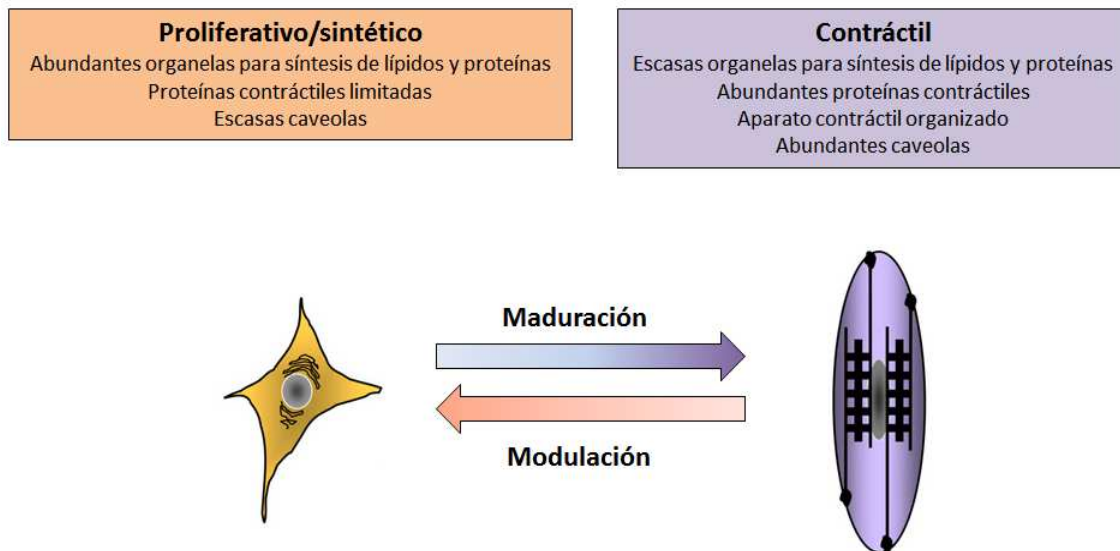 Proliferativo/sintético
Abundantes organelas para síntesis de lípidos y proteínas
Proteínas contráctiles limitadas
Escasas caveolas
Contráctil
Escasas organelas para síntesis de lípidos y proteínas
Abundantes proteínas contráctiles
Aparato contráctil organizado
Abundantes caveolas
Maduración
Modulación